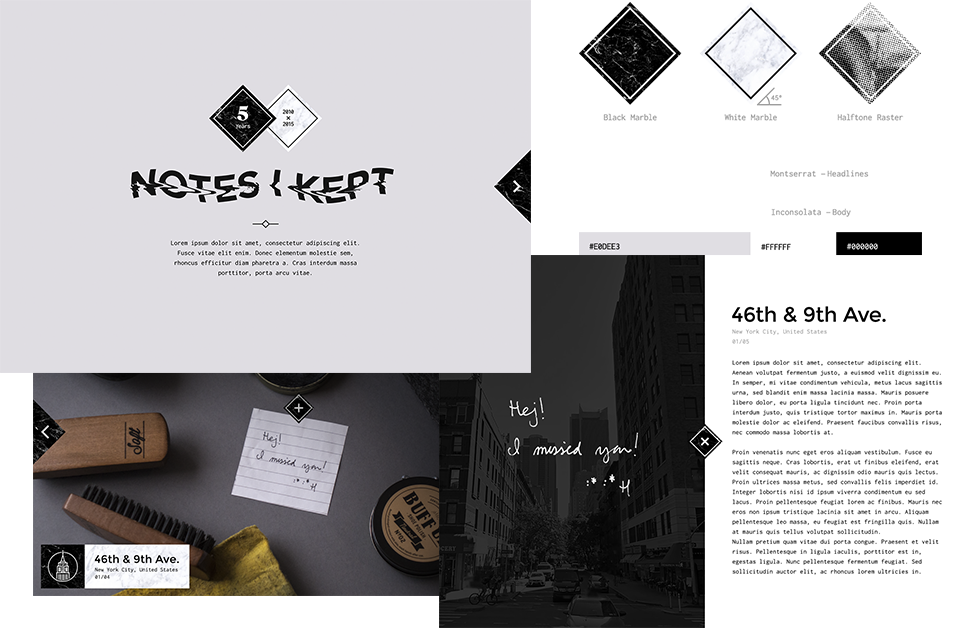 5
years
2010
×
2015
NOTES I KEPT
Lorem ipsum dolor sit amet, consectetur adipiscing elit.
Fusce vitae elit enim. Donec elementum molestie sem,
rhoncus efficitur diam pharetra a. Cras interdum massa
porttitor, porta arcu vitae.
45°
Black Marble
White Marble
Halftone Raster
Montserrat - Headlines
Inconsolata - Body
#E0DEE3
#FFFFFF
#000000
Soft
Hej!
I missed you!
:*:*H
BUFF
SHOE POLISH
46th & 9th Ave.
New York City, United States
01/04
Hej!
I missed you!
:*:*H
46th & 9th Ave.
New York City, United States
01/05
Lorem ipsum dolor sit amet, consectetur adipiscing elit.
Aenean volutpat fermentum justo, a euismod velit dignissim eu.
In semper, mi vitae condimentum vehicula, metus lacus sagittis
urna, sed blandit enim massa lacinia massa. Mauris posuere
libero dolor, eu porta ligula tincidunt nec. Proin porta
interdum justo, quis tristique tortor maximus in. Mauris porta
molestie dolor ac eleifend. Praesent faucibus convallis risus,
nec commodo massa lobortis at.
Proin venenatis nunc eget eros aliquam vestibulum. Fusce eu
sagittis neque. Cras lobortis, erat ut finibus eleifend, erat
velit consequat mauris, ac dignissim odio mauris quis lectus.
Proin ultrices massa metus, sed convallis felis imperdiet id.
Integer lobortis nisi id ipsum viverra condimentum eu sed
lacus. Proin pellentesque feugiat lorem ac finibus. Mauris nec
eros non ipsum tristique lacinia sit amet in arcu. Aliquam
pellentesque leo massa, eu feugiat est fringilla quis. Nullam
at mauris quis tellus volutpat sollicitudin.
Nullam pretium quam vitae dui porta congue. Praesent et velit
risus. Pellentesque in ligula iaculis, porttitor est in,
egestas ligula. Nunc pellentesque fermentum feugiat. Sed
sollicitudin auctor elit, ac rhoncus lorem ultricies in.